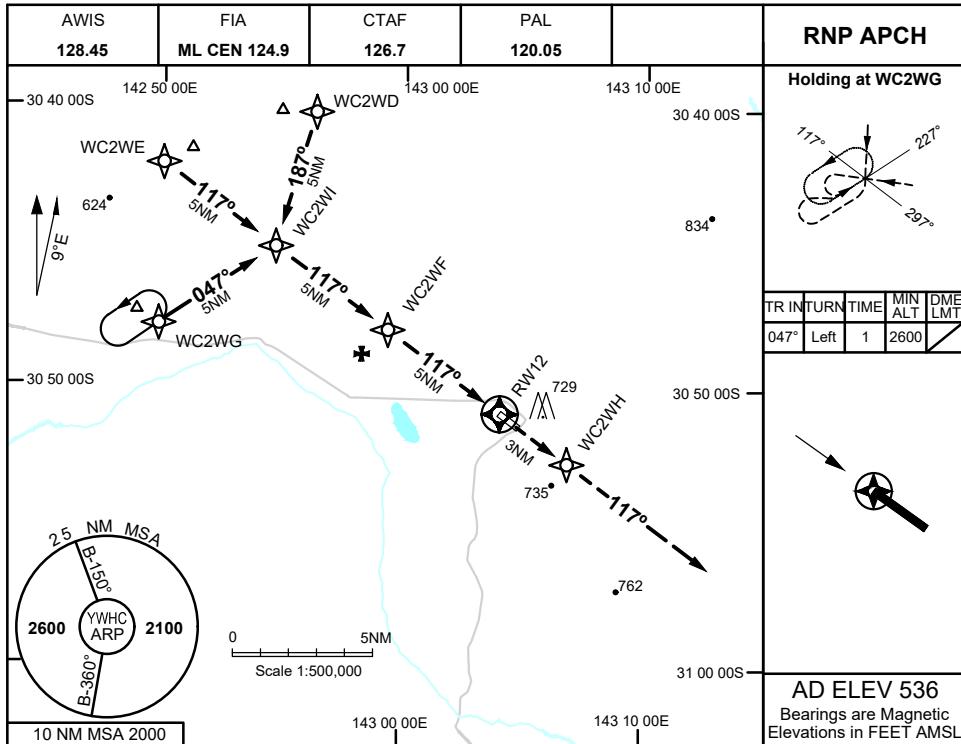 AWIS
128.45
FIA
ML CEN 124.9
CTAF
126.7
PAL
120.05
RNP APCH
142 50 00E
143 00 00E
143 10 00E
30 40 00S
30 40 00S
WC2WD
WC2WE
187°
5NM
117°
5NM
WC2WI
624
834
9°E
047°
5NM
WC2WG
117°
5NM
WC2WF
30 50 00S
30 50 00S
117°
5NM
RW12
729
3NM
WC2WH
735
117°
762
25 NM MSA
B-150°
2600
YWHC
ARP
2100
B-360°
10 NM MSA 2000
0
5NM
Scale 1:500,000
31 00 00S
143 00 00E
143 10 00E
Holding at WC2WG
117°
227°
297°
TR IN TURN TIME MIN ALT DME LMT
047° Left 1 2600
AD ELEV 536
Bearings are Magnetic
Elevations in FEET AMSL